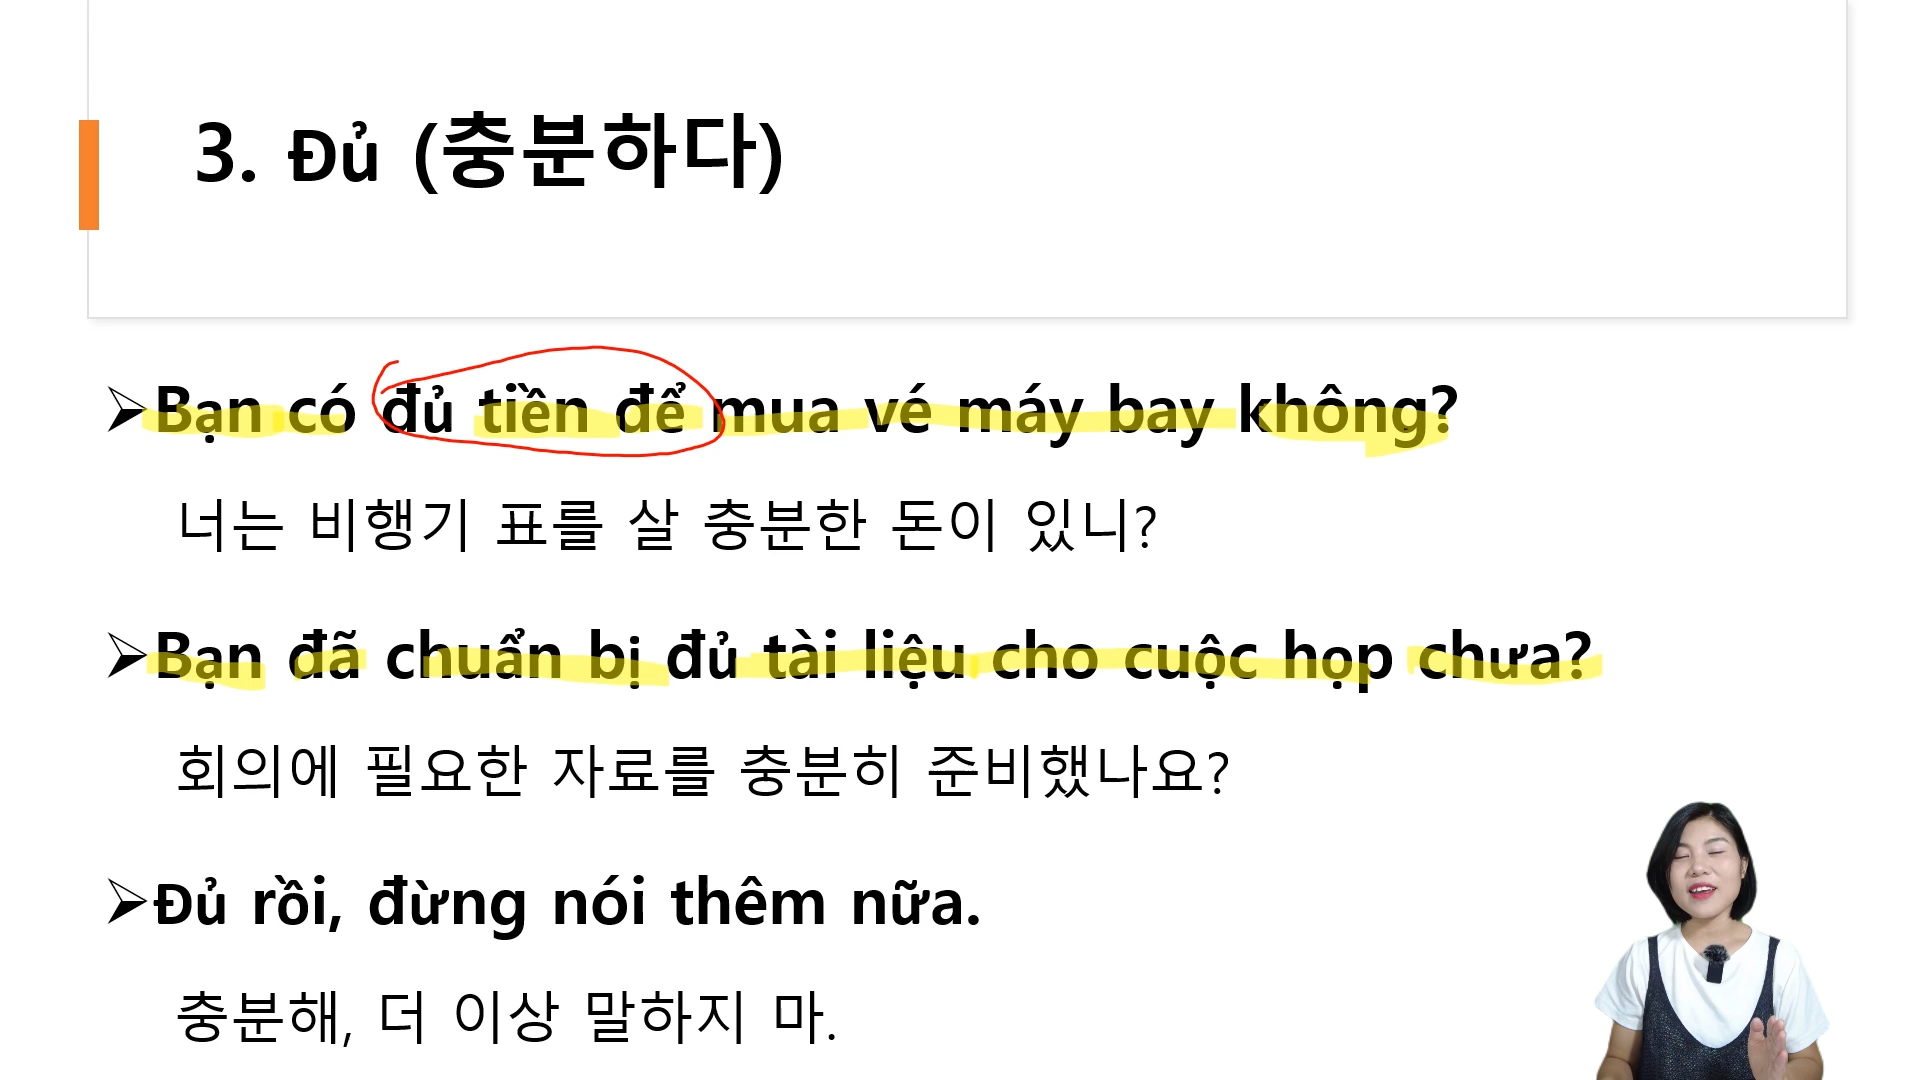 3. Đủ (충분하다)
Bạn có đủ tiền để mua vé máy bay không?
너는 비행기 표를 살 충분한 돈이 있니?
Bạn đã chuẩn bị đủ tài liệu cho cuộc họp chưa?
회의에 필요한 자료를 충분히 준비했나요?
Đủ rồi, đừng nói thêm nữa.
충분해, 더 이상 말하지 마.